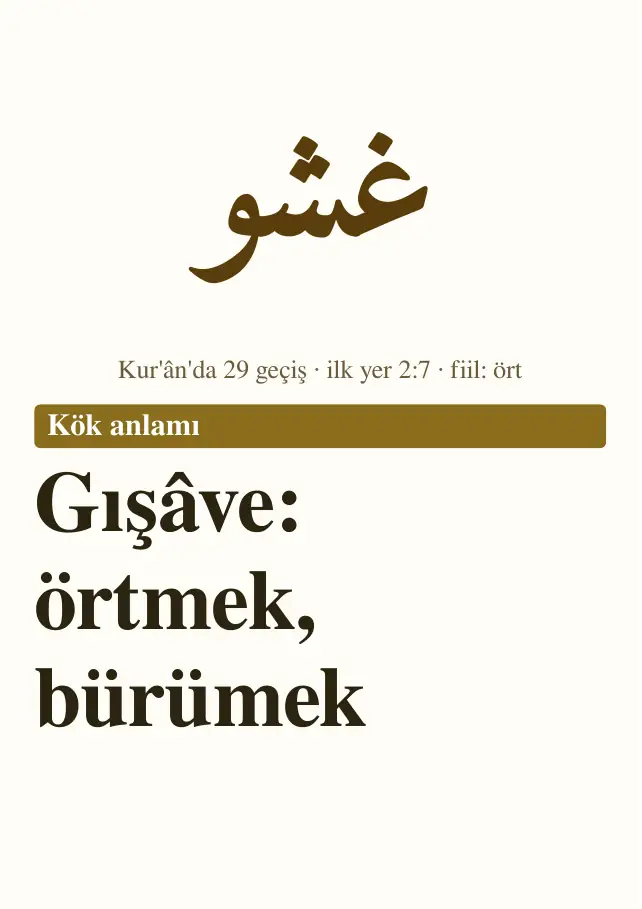 غشو
Kur'ân'da 29 geçiş · ilk yer 2:7 · fiil: ört
Kök anlamı
Gışâve:
örtmek,
bürümek